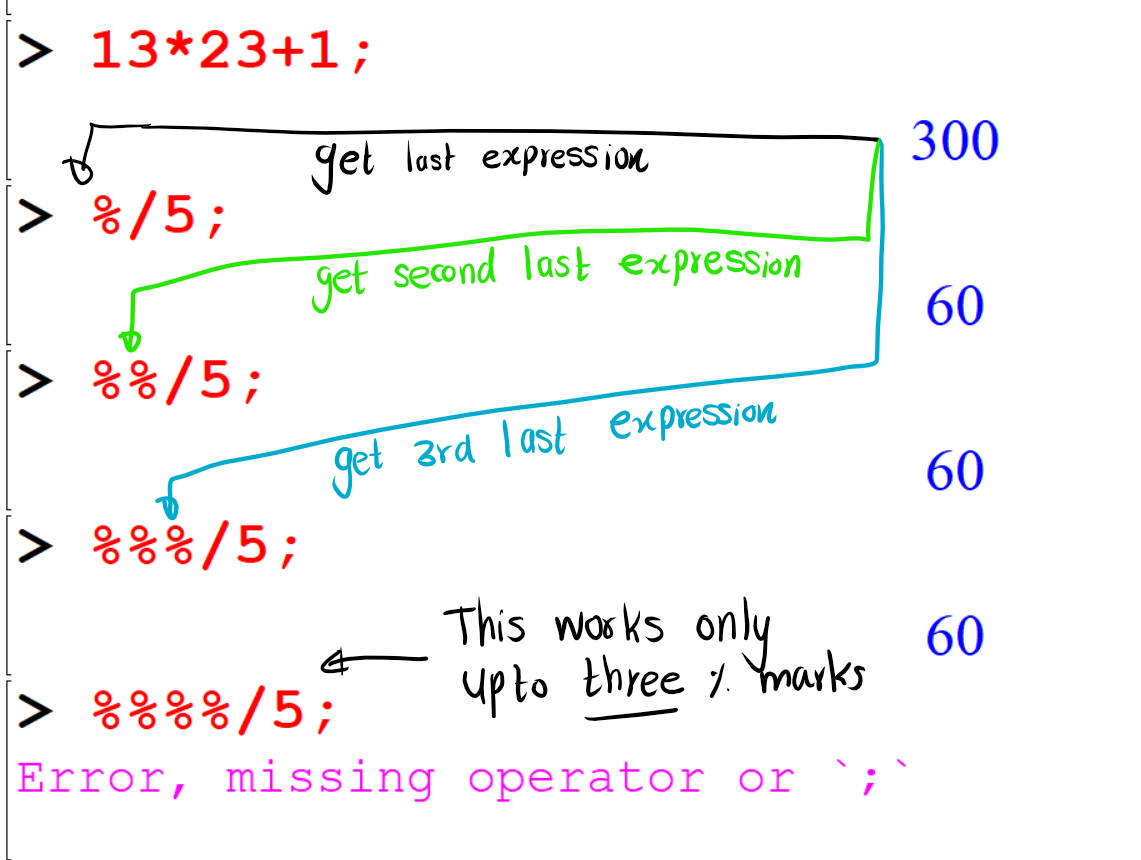 > 13*23+1;
300
get last expression
> %/5;
get second last expression
60
> %%/5;
get 3rd last expression
60
> %%%/5;
This works only
60
upto three % marks
> %%%%/5;
Error, missing operator or `;`